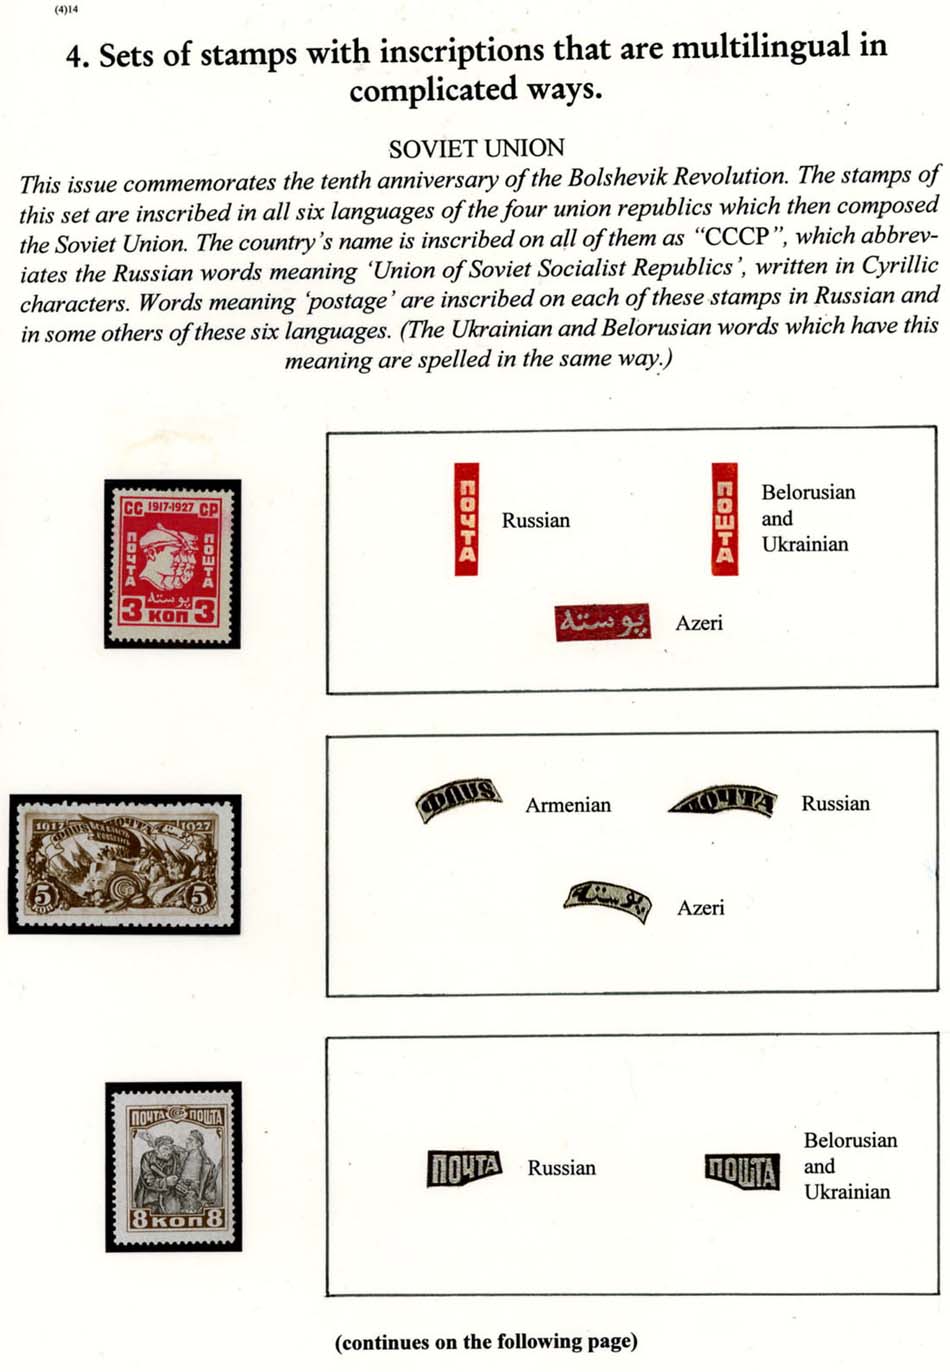 (4)14
4. Sets of stamps with inscriptions that are multilingual in
complicated ways.
SOVIET UNION
This issue commemorates the tenth anniversary of the Bolshevik Revolution. The stamps of
this set are inscribed in all six languages of the four union republics which then composed
the Soviet Union. The country's name is inscribed on all of them as "CCCP", which abbrev-
iates the Russian words meaning 'Union of Soviet Socialist Republics', written in Cyrillic
characters. Words meaning 'postage' are inscribed on each of these stamps in Russian and
in some others of these six languages. (The Ukrainian and Belorusian words which have this
meaning are spelled in the same way.)
СС 1917-1927 СР
ПОЧТА ПОШТА
پوسته
3 КОП 3
ПОЧТА Russian
ПОШТА Belorusian
and
Ukrainian
پوسته Azeri
1917 ФПUS ПОЧТА 1927
5 КОП 5 КОП
ФПUS Armenian
ПОЧТА Russian
پوسته Azeri
ПОЧТА ПОШТА
8 КОП 8
ПОЧТА Russian
ПОШТА Belorusian
and
Ukrainian
(continues on the following page)